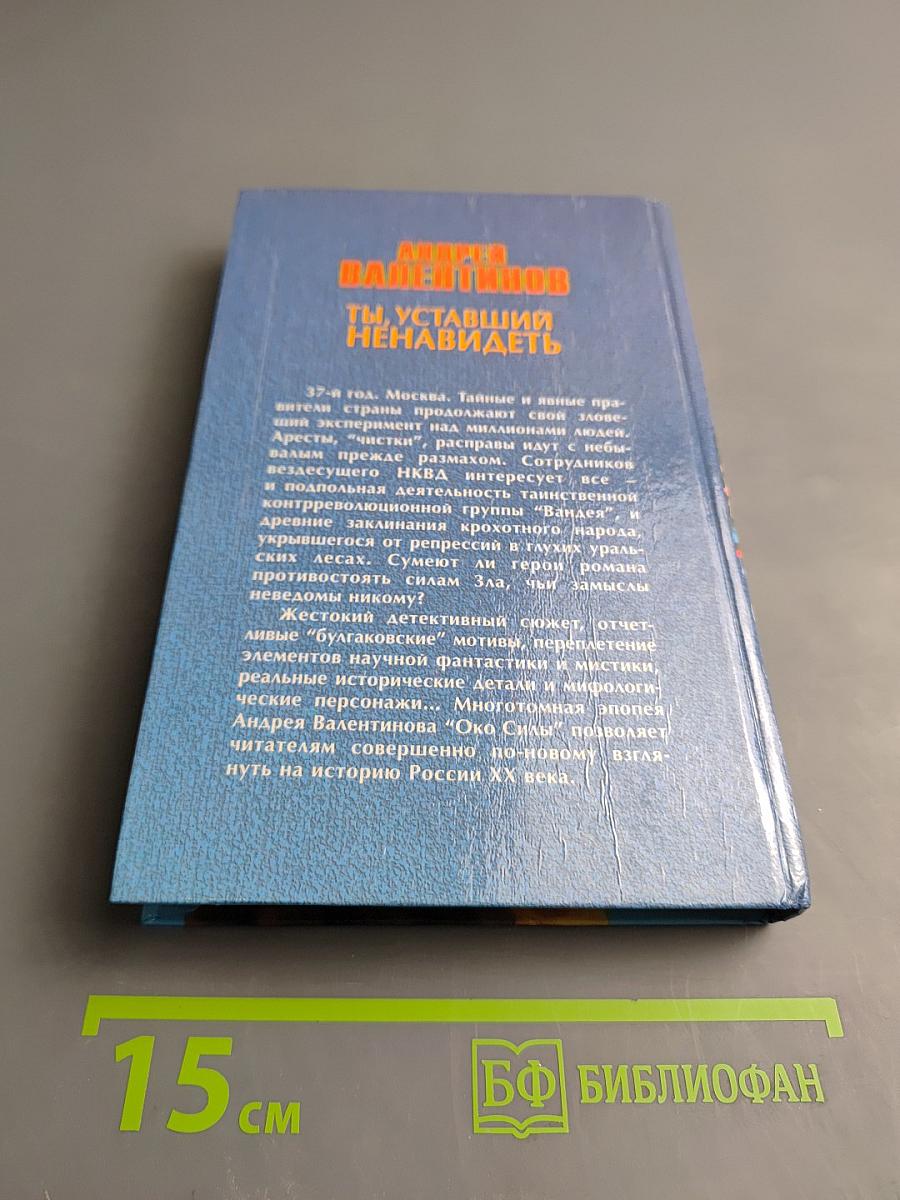 АНДРЕЙ
ВАЛЕНТИНОВ
ТЫ, УСТАВШИЙ
НЕНАВИДЕТЬ
37-й год. Москва. Тайные и явные пра-
вители страны продолжают свой злове-
щий эксперимент над миллионами людей.
Аресты, "чистки", расправы идут с небы-
валым прежде размахом. Сотрудников
вездесущего НКВД интересует все –
и подпольная деятельность таинственной
контрреволюционной группы "Вандея", и
древние заклинания крохотного народа,
укрывшегося от репрессий в глухих ураль-
ских лесах. Сумеют ли герои романа
противостоять силам Зла, чьи замыслы
неведомы никому?
Жестокий детективный сюжет, отчет-
ливые "булгаковские" мотивы, переплетение
элементов научной фантастики и мистики,
реальные исторические детали и мифологи-
ческие персонажи... Многотомная эпопея
Андрея Валентинова "Око Силы" позволяет
читателям совершенно по-новому взгля-
нуть на историю России XX века.
15 см
БФ БИБЛИОФАН